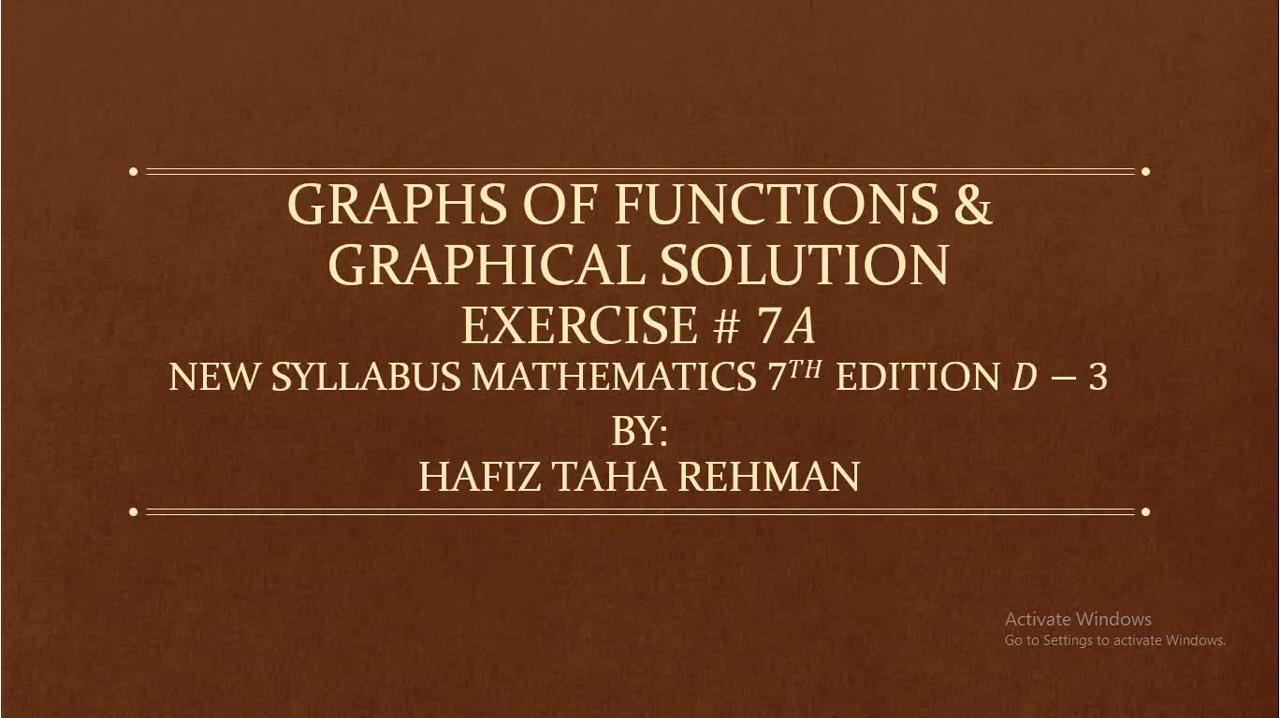 GRAPHS OF FUNCTIONS &
GRAPHICAL SOLUTION
EXERCISE # 7A
NEW SYLLABUS MATHEMATICS 7TH EDITION D − 3
BY:
HAFIZ TAHA REHMAN
Activate Windows
Go to Settings to activate Windows.